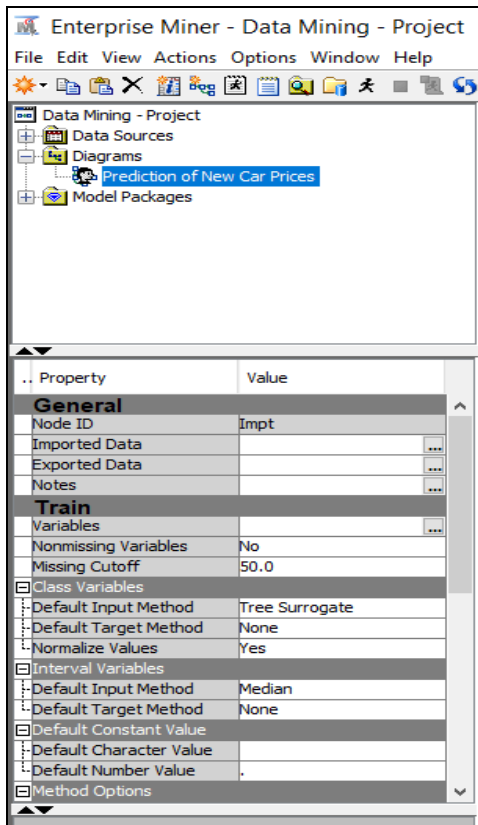 Enterprise Miner - Data Mining - Project
File Edit View Actions Options Window Help
Data Mining - Project
Data Sources
Diagrams
Prediction of New Car Prices
Model Packages
.. Property Value
General
Node ID Impt
Imported Data ...
Exported Data ...
Notes ...
Train
Variables ...
Nonmissing Variables No
Missing Cutoff 50.0
Class Variables
Default Input Method Tree Surrogate
Default Target Method None
Normalize Values Yes
Interval Variables
Default Input Method Median
Default Target Method None
Default Constant Value
Default Character Value
Default Number Value .
Method Options